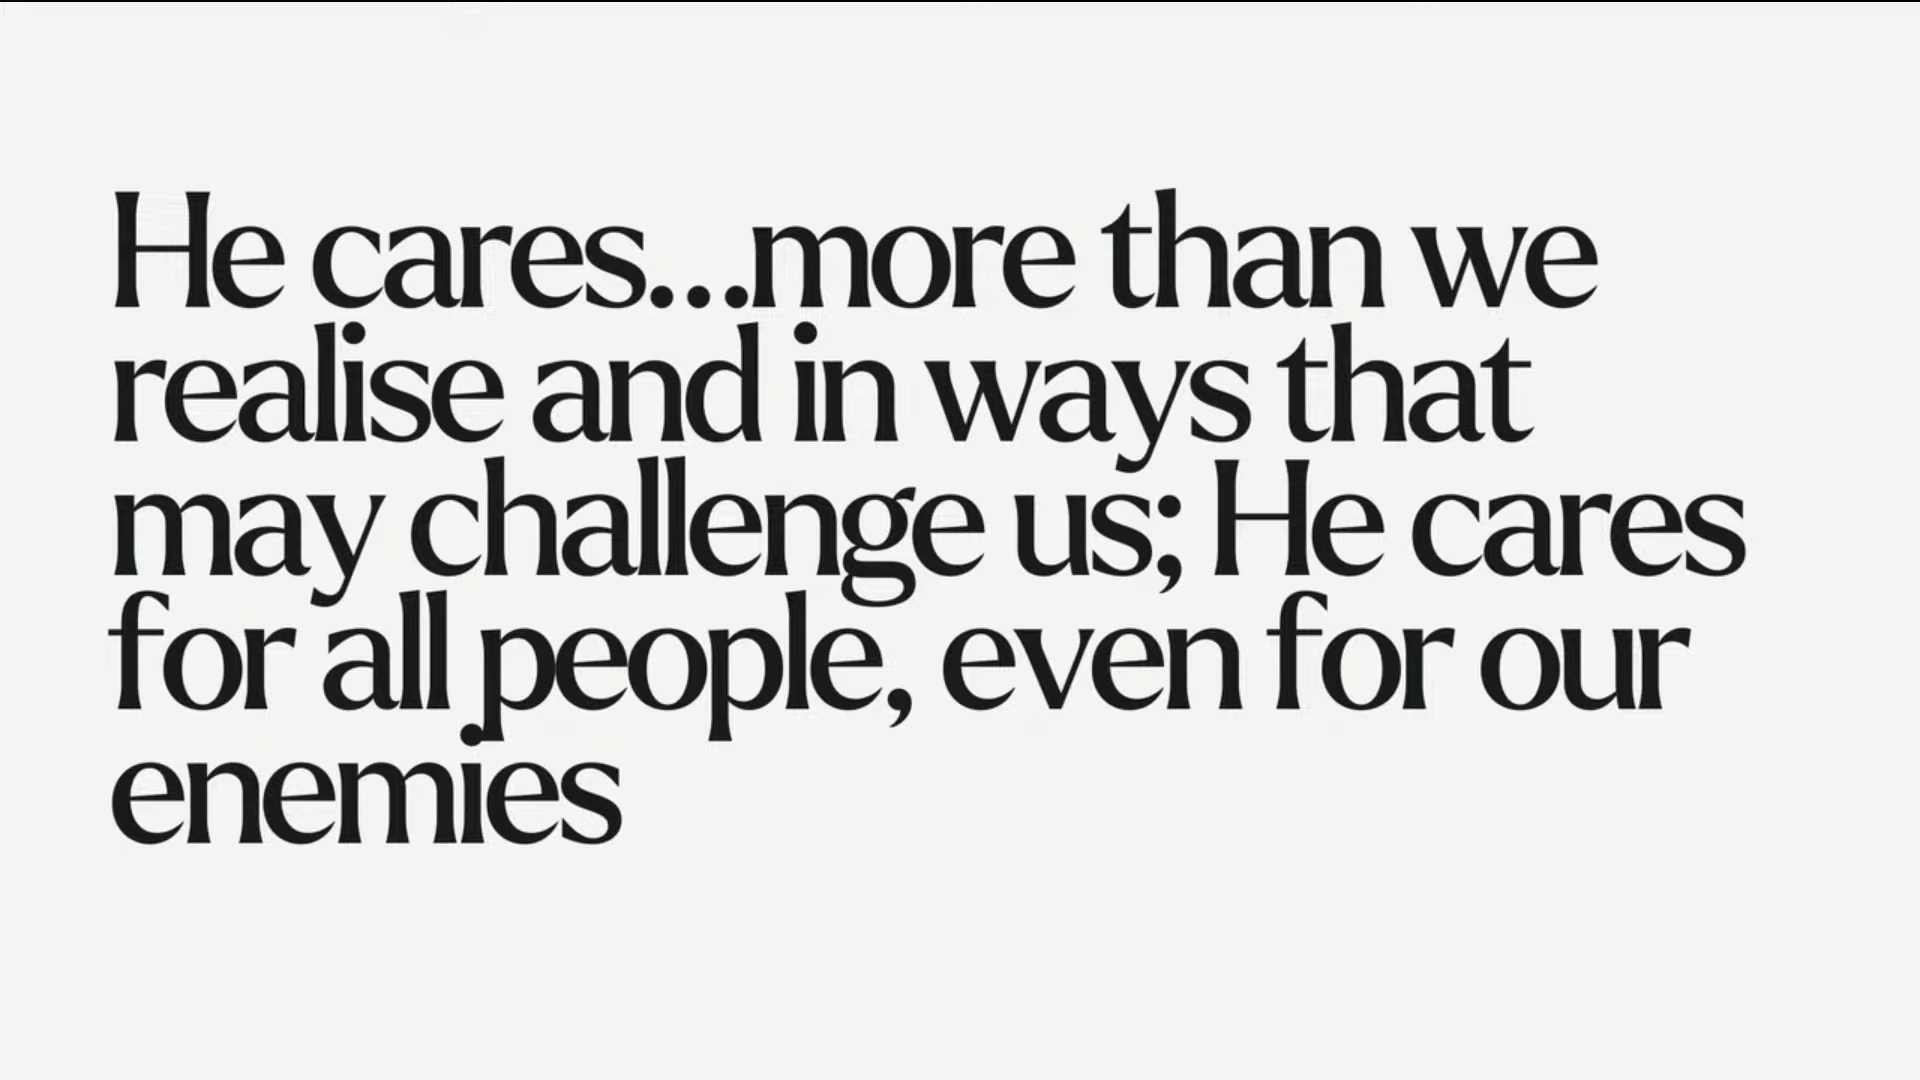 He cares...more than we
realise and in ways that
may challenge us; He cares
for all people, even for our
enemies